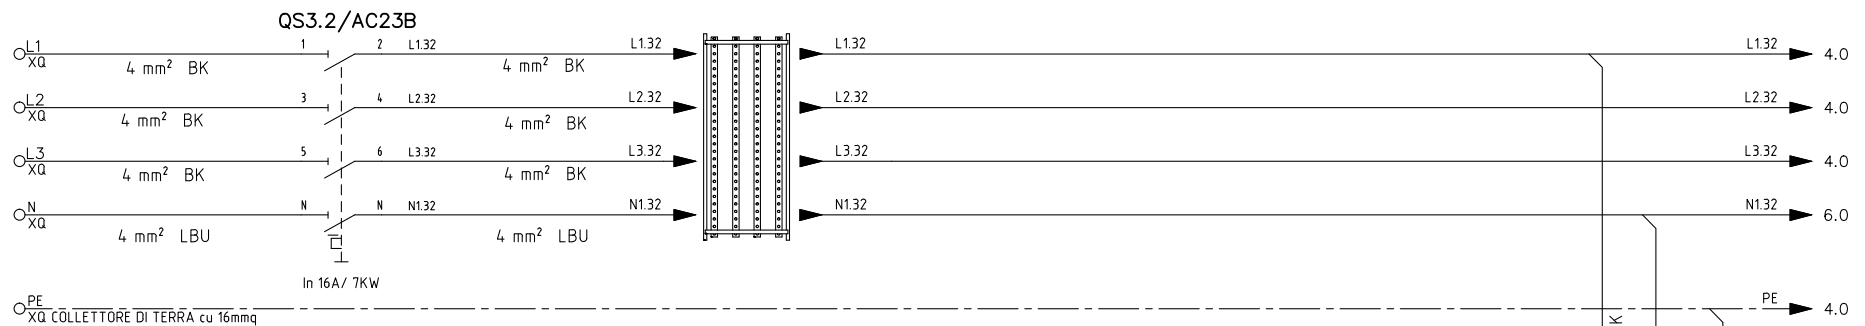 QS3.2/AC23B
L1 1 2 L1.32 L1.32 L1.32 L1.32 4.0
XQ 4 mm² BK 4 mm² BK
L2 3 4 L2.32 L2.32 L2.32 L2.32 4.0
XQ 4 mm² BK 4 mm² BK
L3 5 6 L3.32 L3.32 L3.32 L3.32 4.0
XQ 4 mm² BK 4 mm² BK
N N N N1.32 N1.32 N1.32 N1.32 6.0
XQ 4 mm² LBU 4 mm² LBU
In 16A/ 7KW
PE PE 4.0
XQ COLLETTORE DI TERRA cu 16mmq
K